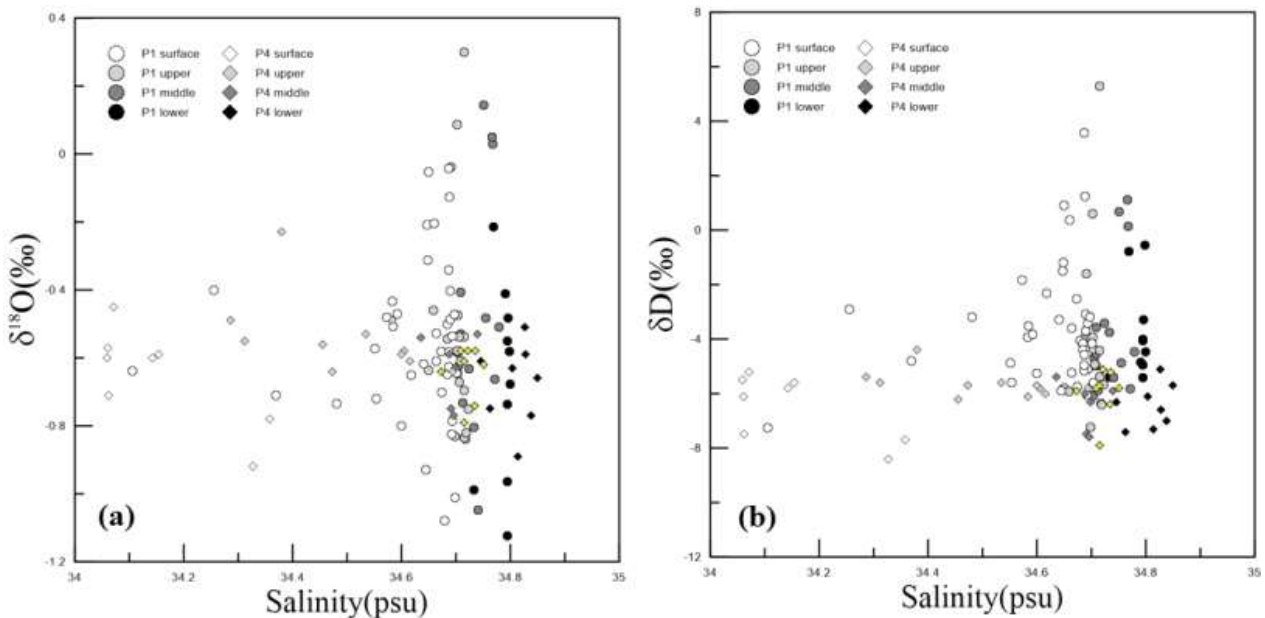 0.4
0
-0.4
-0.8
-1.2
δ¹⁸O(‰)
P1 surface P4 surface
P1 upper P4 upper
P1 middle P4 middle
P1 lower P4 lower
(a)
34 34.2 34.4 34.6 34.8 35
Salinity(psu)
8
4
0
-4
-8
-12
δD(‰)
P1 surface P4 surface
P1 upper P4 upper
P1 middle P4 middle
P1 lower P4 lower
(b)
34 34.2 34.4 34.6 34.8 35
Salinity(psu)